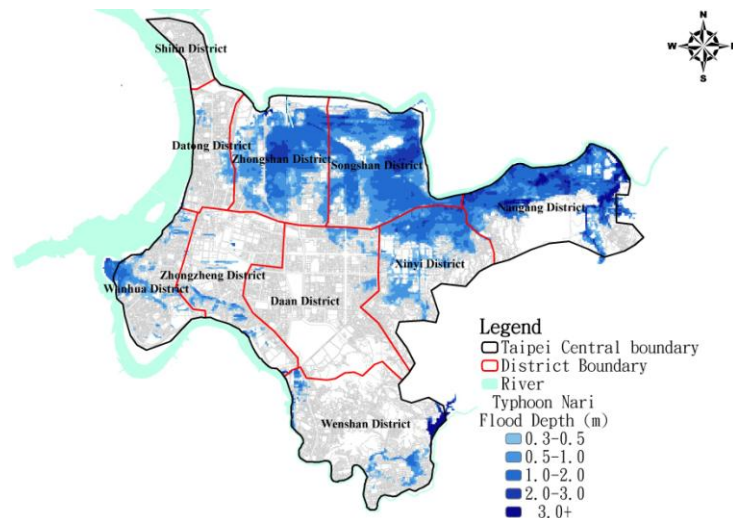 N
W
E
S
Shilin District
Datong District
Zhongshan District
Songshan District
Nangang District
Xinyi District
Zhongzheng District
Wanhua District
Daan District
Wenshan District
Legend
Taipei Central boundary
District Boundary
River
Typhoon Nari
Flood Depth (m)
0.3-0.5
0.5-1.0
1.0-2.0
2.0-3.0
3.0+